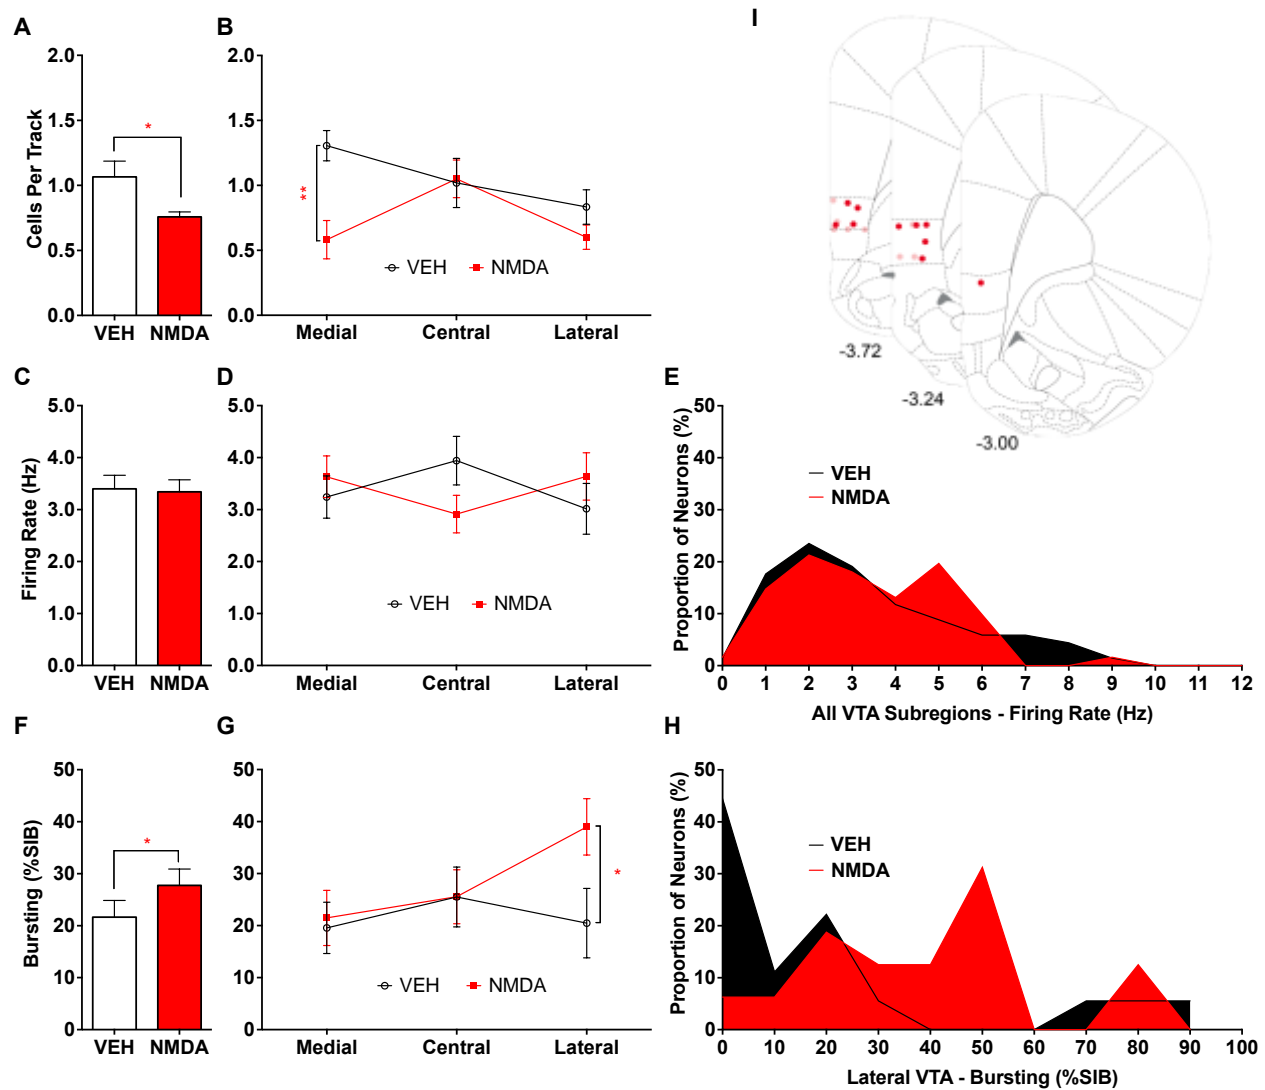 A
B
I
2.0
1.5
1.0
0.5
0.0
Cells Per Track
*
VEH NMDA
2.0
1.5
1.0
0.5
0.0
**
VEH NMDA
Medial Central Lateral
-3.72
-3.24
-3.00
C
D
E
5.0
4.0
3.0
2.0
1.0
0.0
Firing Rate (Hz)
VEH NMDA
5.0
4.0
3.0
2.0
1.0
0.0
VEH NMDA
Medial Central Lateral
50
40
30
20
10
0
Proportion of Neurons (%)
VEH
NMDA
0 1 2 3 4 5 6 7 8 9 10 11 12
All VTA Subregions - Firing Rate (Hz)
F
G
H
50
40
30
20
10
0
Bursting (%SIB)
*
VEH NMDA
50
40
30
20
10
0
*
VEH NMDA
Medial Central Lateral
50
40
30
20
10
0
Proportion of Neurons (%)
VEH
NMDA
0 10 20 30 40 50 60 70 80 90 100
Lateral VTA - Bursting (%SIB)